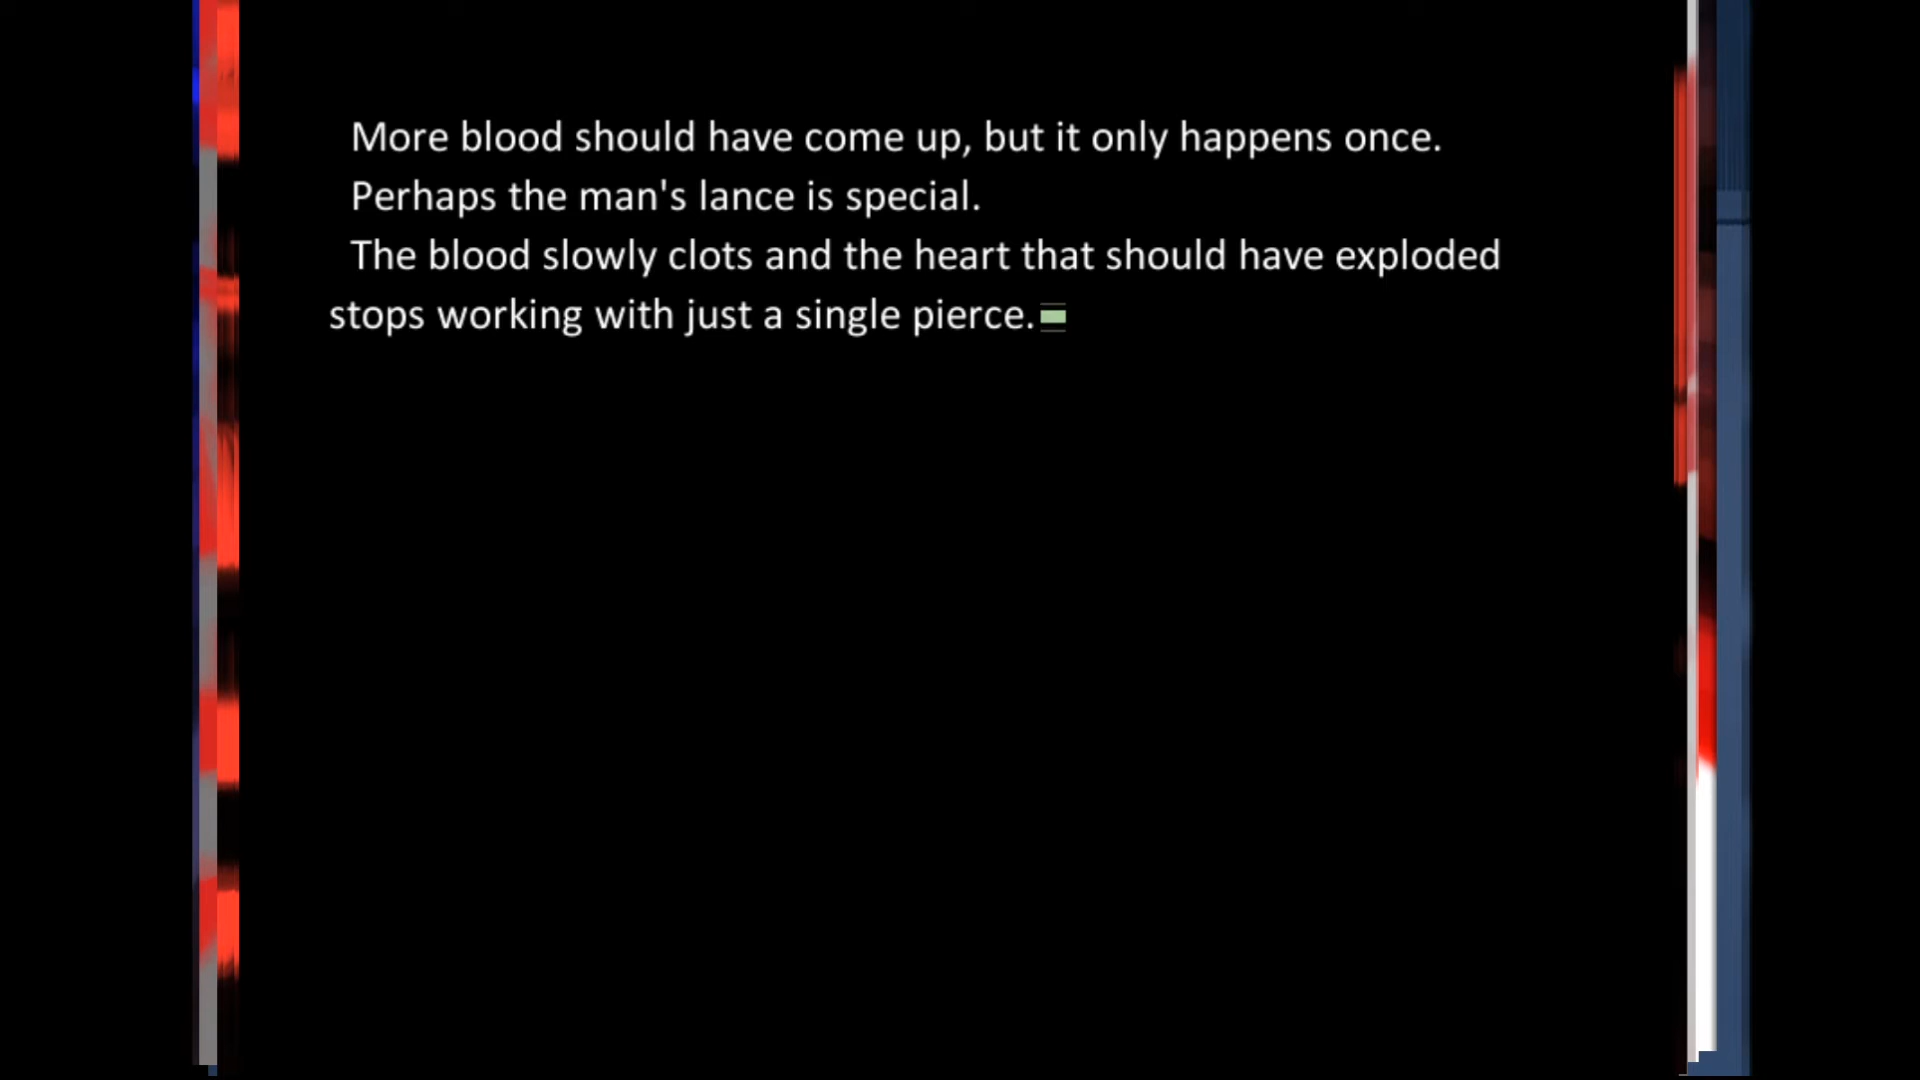 More blood should have come up, but it only happens once.
Perhaps the man's lance is special.
The blood slowly clots and the heart that should have exploded
stops working with just a single pierce.